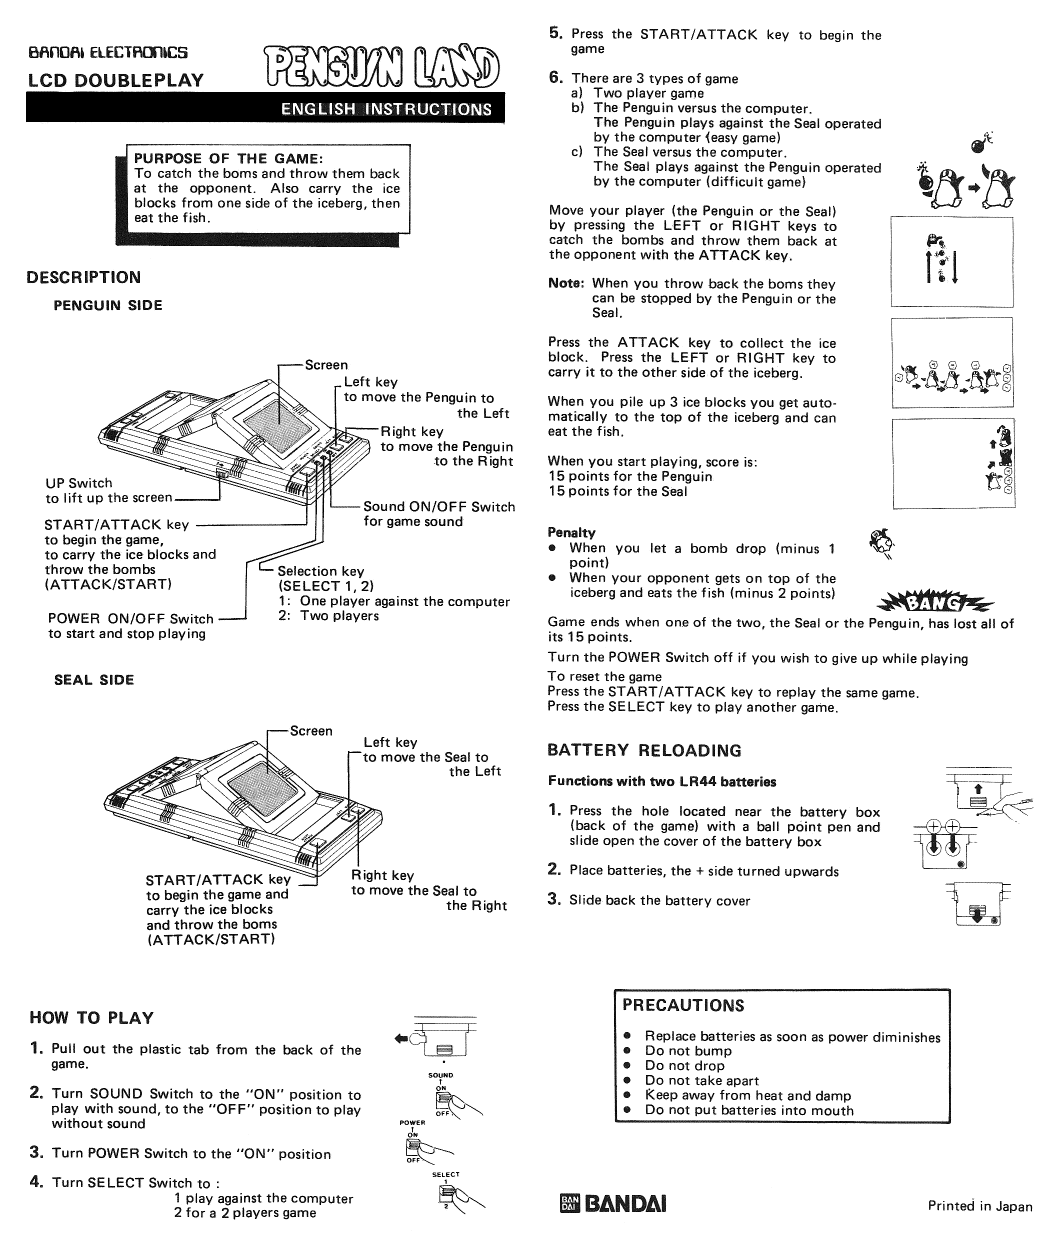 BANDAI ELECTRONICS
LCD DOUBLEPLAY
PENGUIN LAND
ENGLISH INSTRUCTIONS
PURPOSE OF THE GAME:
To catch the boms and throw them back
at the opponent. Also carry the ice
blocks from one side of the iceberg, then
eat the fish.
DESCRIPTION
PENGUIN SIDE
Screen
Left key
to move the Penguin to
the Left
Right key
to move the Penguin
to the Right
UP Switch
to lift up the screen
Sound ON/OFF Switch
for game sound
START/ATTACK key
to begin the game,
to carry the ice blocks and
throw the bombs
(ATTACK/START)
Selection key
(SELECT 1, 2)
1: One player against the computer
2: Two players
POWER ON/OFF Switch
to start and stop playing
SEAL SIDE
Screen
Left key
to move the Seal to
the Left
START/ATTACK key
to begin the game and
carry the ice blocks
and throw the boms
(ATTACK/START)
Right key
to move the Seal to
the Right
HOW TO PLAY
1. Pull out the plastic tab from the back of the
game.
2. Turn SOUND Switch to the "ON" position to
play with sound, to the "OFF" position to play
without sound
3. Turn POWER Switch to the "ON" position
4. Turn SELECT Switch to :
1 play against the computer
2 for a 2 players game
SOUND
ON
OFF
POWER
ON
OFF
SELECT
1
2
5. Press the START/ATTACK key to begin the
game
6. There are 3 types of game
a) Two player game
b) The Penguin versus the computer.
The Penguin plays against the Seal operated
by the computer (easy game)
c) The Seal versus the computer.
The Seal plays against the Penguin operated
by the computer (difficult game)
Move your player (the Penguin or the Seal)
by pressing the LEFT or RIGHT keys to
catch the bombs and throw them back at
the opponent with the ATTACK key.
Note: When you throw back the boms they
can be stopped by the Penguin or the
Seal.
Press the ATTACK key to collect the ice
block. Press the LEFT or RIGHT key to
carry it to the other side of the iceberg.
When you pile up 3 ice blocks you get auto-
matically to the top of the iceberg and can
eat the fish.
When you start playing, score is:
15 points for the Penguin
15 points for the Seal
Penalty
● When you let a bomb drop (minus 1
point)
● When your opponent gets on top of the
iceberg and eats the fish (minus 2 points)
BANG
Game ends when one of the two, the Seal or the Penguin, has lost all of
its 15 points.
Turn the POWER Switch off if you wish to give up while playing
To reset the game
Press the START/ATTACK key to replay the same game.
Press the SELECT key to play another game.
BATTERY RELOADING
Functions with two LR44 batteries
1. Press the hole located near the battery box
(back of the game) with a ball point pen and
slide open the cover of the battery box
2. Place batteries, the + side turned upwards
3. Slide back the battery cover
PRECAUTIONS
● Replace batteries as soon as power diminishes
● Do not bump
● Do not drop
● Do not take apart
● Keep away from heat and damp
● Do not put batteries into mouth
BAN
DAI
BANDAI
Printed in Japan